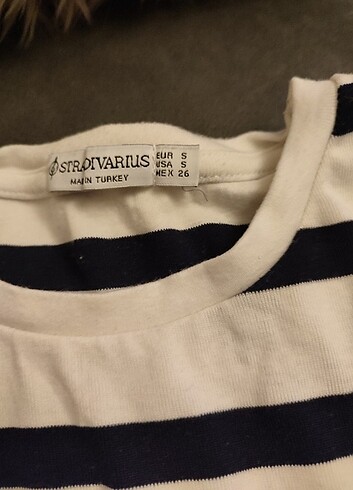 STRADIVARIUS
MADE IN TURKEY
EUR S
USA S
MEX 26